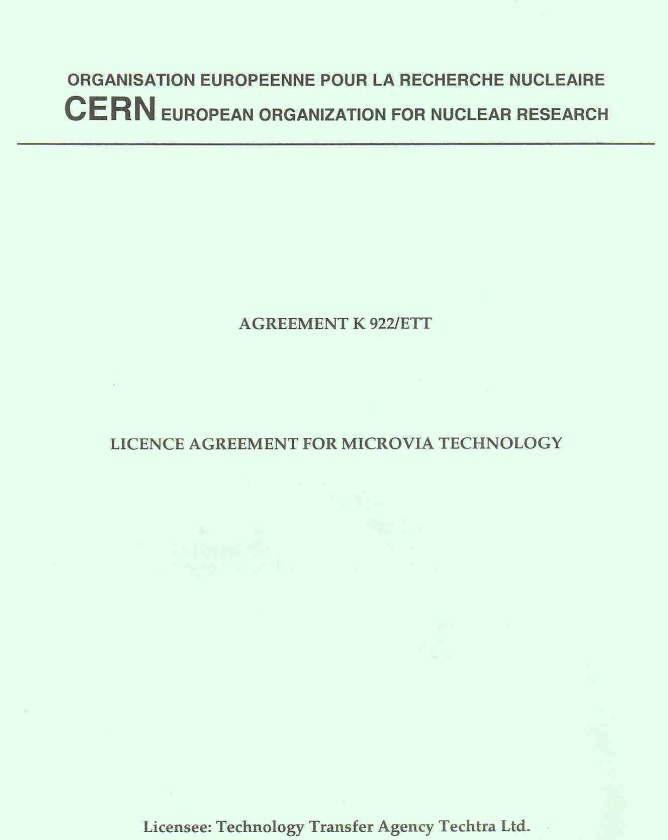 ORGANISATION EUROPEENNE POUR LA RECHERCHE NUCLEAIRE
CERN EUROPEAN ORGANIZATION FOR NUCLEAR RESEARCH
AGREEMENT K 922/ETT
LICENCE AGREEMENT FOR MICROVIA TECHNOLOGY
Licensee: Technology Transfer Agency Techtra Ltd.